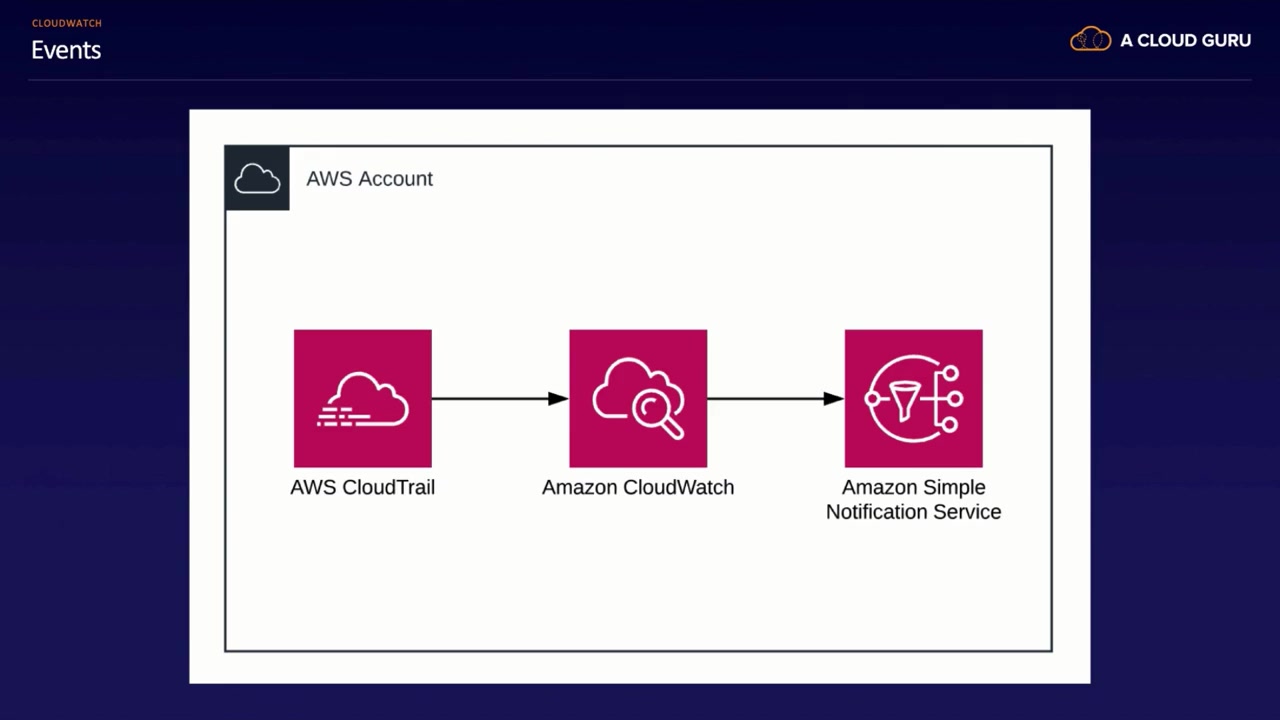 CLOUDWATCH
Events
A CLOUD GURU
AWS Account
AWS CloudTrail
Amazon CloudWatch
Amazon Simple
Notification Service